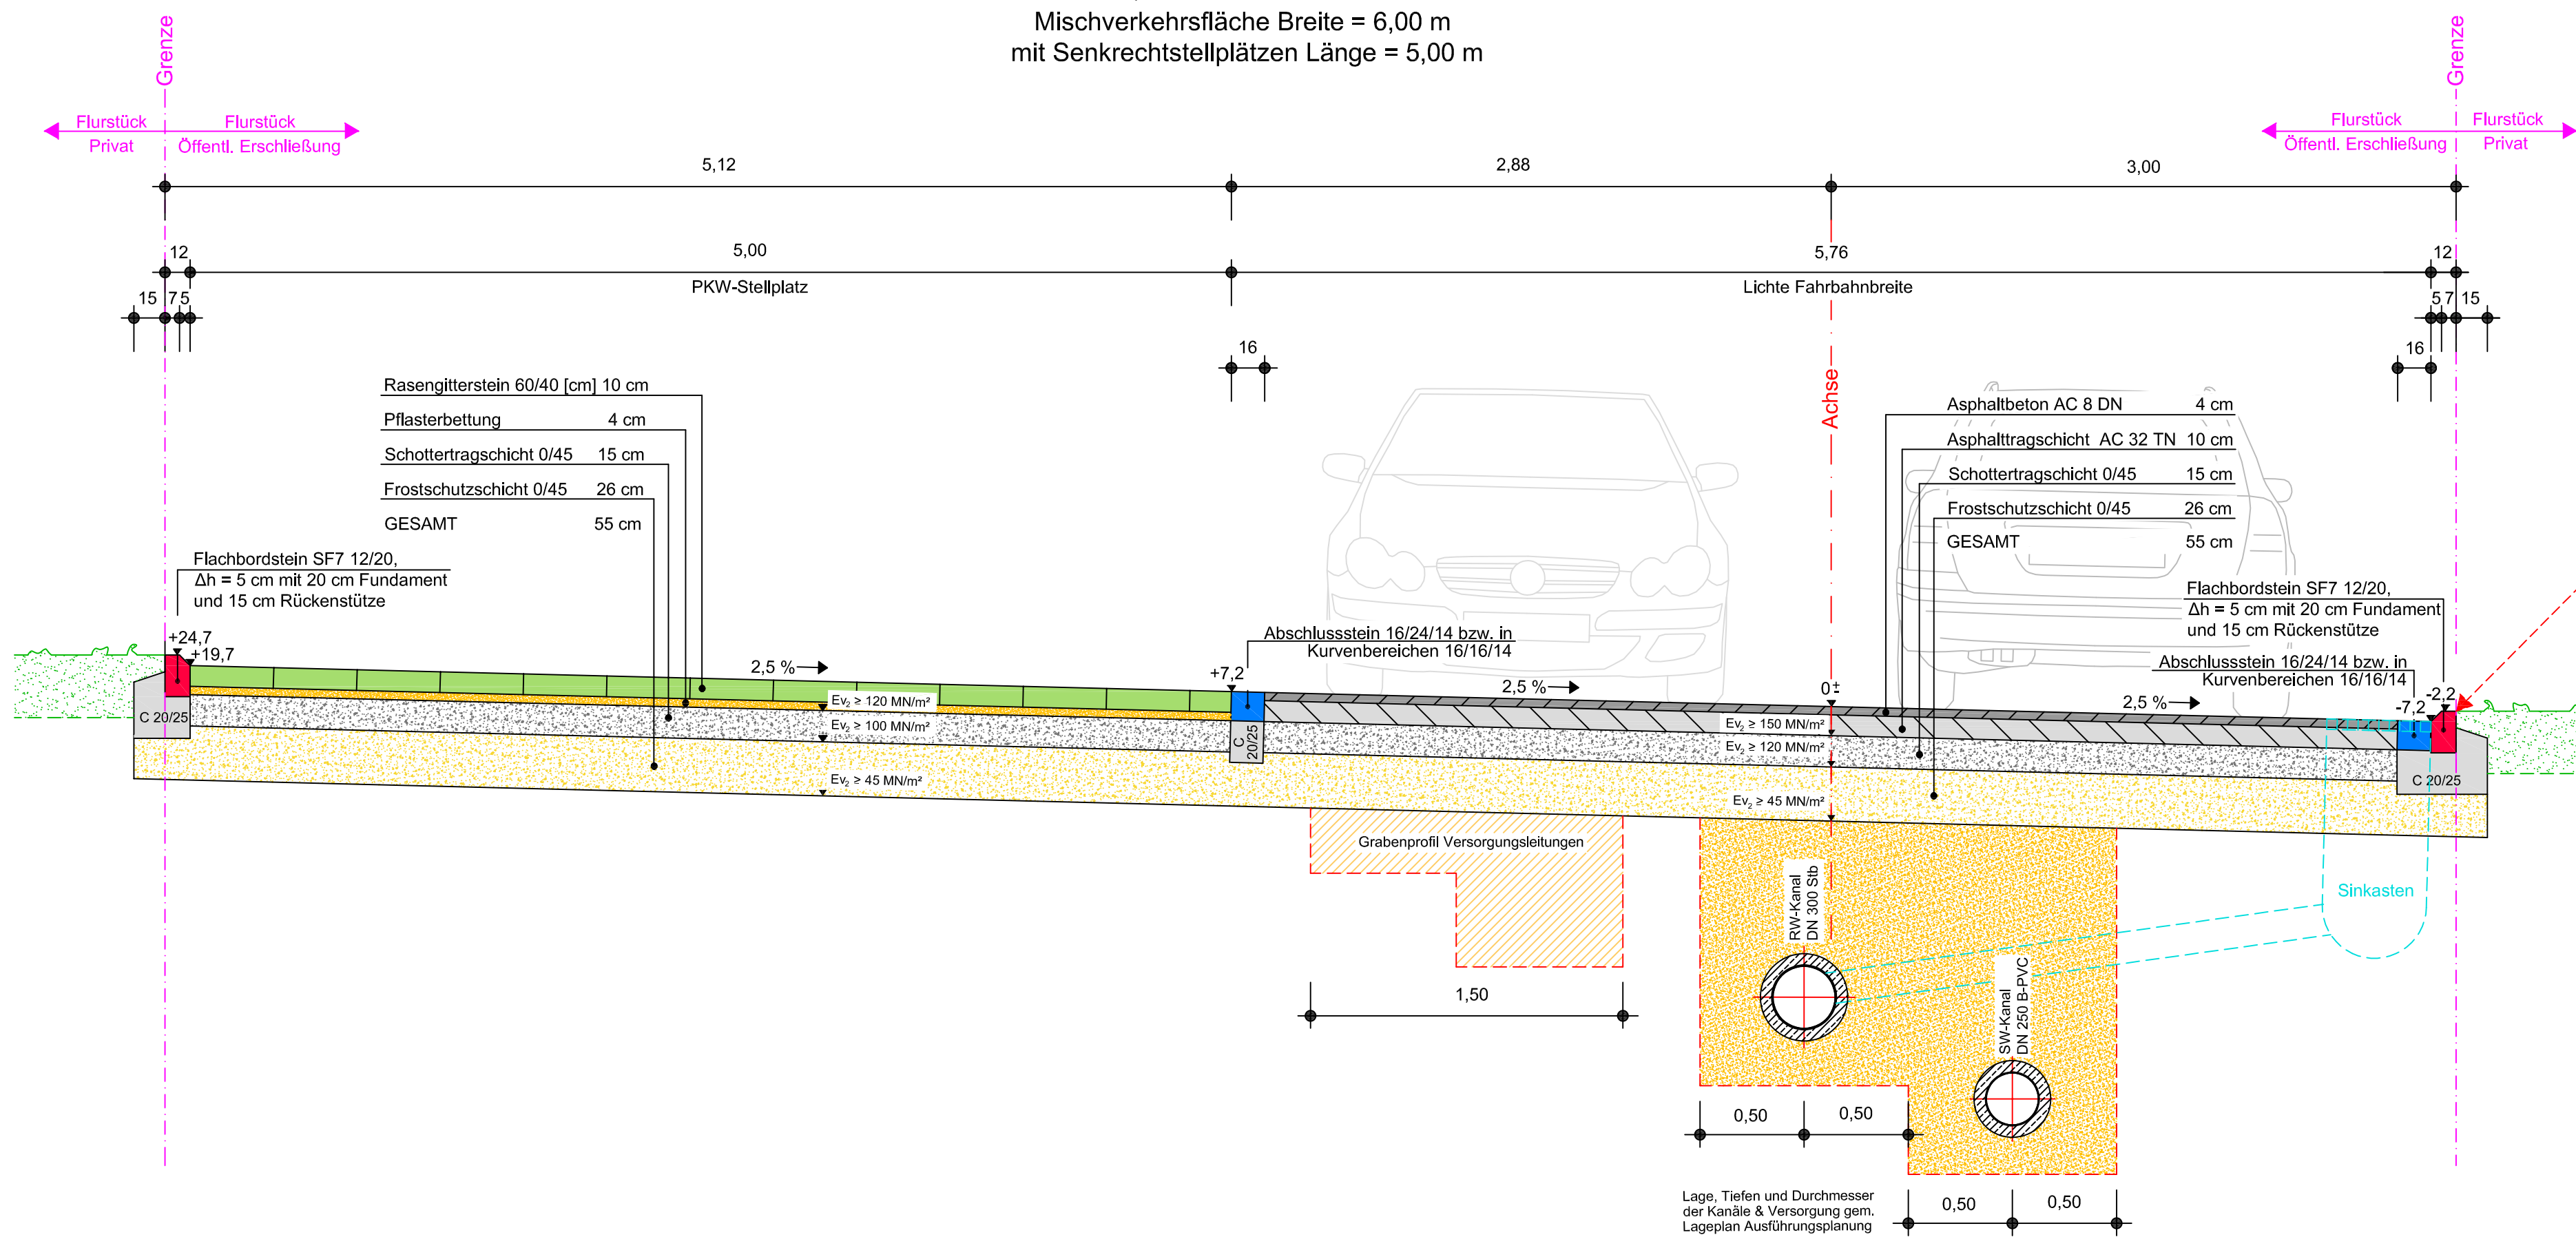 Mischverkehrsfläche Breite = 6,00 m
mit Senkrechtstellplätzen Länge = 5,00 m
Grenze
Grenze
Flurstück
Privat
Flurstück
Öffentl. Erschließung
Flurstück
Öffentl. Erschließung
Flurstück
Privat
5,12
2,88
3,00
12
5,00
5,76
12
PKW-Stellplatz
Lichte Fahrbahnbreite
15
7
5
5
7
15
16
16
Achse
Rasengitterstein 60/40 [cm] 10 cm
Pflasterbettung 4 cm
Schottertragschicht 0/45 15 cm
Frostschutzschicht 0/45 26 cm
GESAMT 55 cm
Asphaltbeton AC 8 DN 4 cm
Asphalttragschicht AC 32 TN 10 cm
Schottertragschicht 0/45 15 cm
Frostschutzschicht 0/45 26 cm
GESAMT 55 cm
Flachbordstein SF7 12/20,
Δh = 5 cm mit 20 cm Fundament
und 15 cm Rückenstütze
Flachbordstein SF7 12/20,
Δh = 5 cm mit 20 cm Fundament
und 15 cm Rückenstütze
Abschlussstein 16/24/14 bzw. in
Kurvenbereichen 16/16/14
Abschlussstein 16/24/14 bzw. in
Kurvenbereichen 16/16/14
+24,7
+19,7
2,5 %
+7,2
2,5 %
0±
2,5 %
-2,2
-7,2
C 20/25
Ev₂ ≥ 120 MN/m²
Ev₂ ≥ 100 MN/m²
Ev₂ ≥ 45 MN/m²
C
20/25
Ev₂ ≥ 150 MN/m²
Ev₂ ≥ 120 MN/m²
Ev₂ ≥ 45 MN/m²
C 20/25
Grabenprofil Versorgungsleitungen
RW-Kanal
DN 300 Stb
Sinkasten
SW-Kanal
DN 250 B-PVC
1,50
0,50
0,50
0,50
0,50
Lage, Tiefen und Durchmesser
der Kanäle & Versorgung gem.
Lageplan Ausführungsplanung